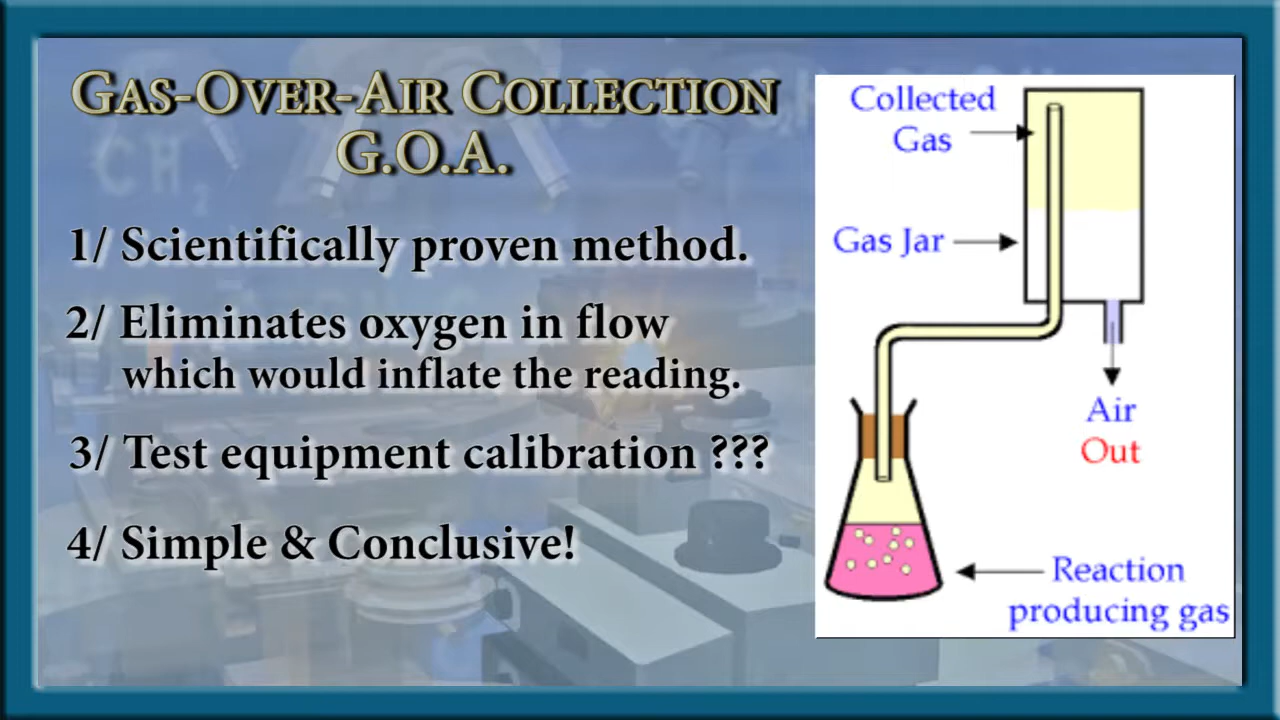 GAS-OVER-AIR COLLECTION
G.O.A.
1/ Scientifically proven method.
2/ Eliminates oxygen in flow
which would inflate the reading.
3/ Test equipment calibration ???
4/ Simple & Conclusive!
Collected
Gas
Gas Jar
Air
Out
Reaction
producing gas
CH2